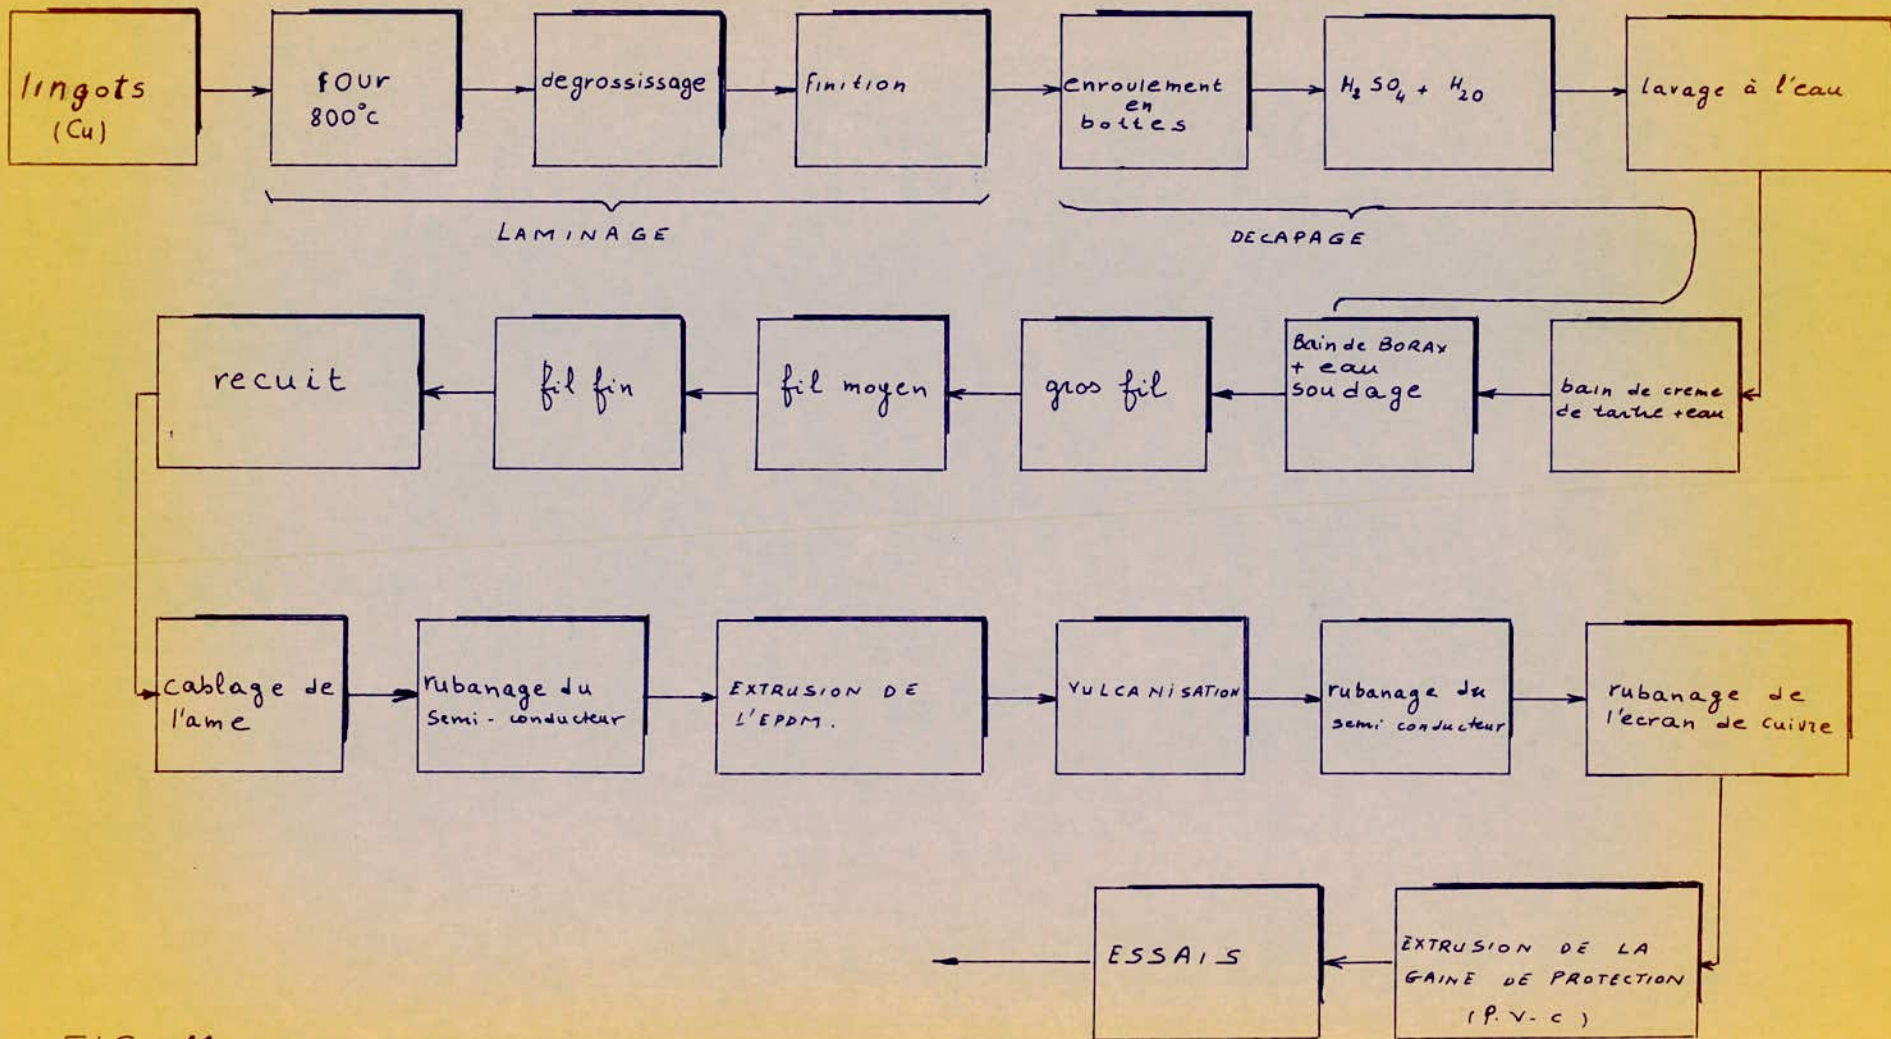 lingots
(Cu)
four
800°c
degrossissage
finition
enroulement
en
bottes
H₂SO₄ + H₂O
lavage à l'eau
LAMINAGE
DECAPAGE
bain de creme
de tartre + eau
Bain de BORAX
+ eau
soudage
gros fil
fil moyen
fil fin
recuit
cablage de
l'ame
rubanage du
semi-conducteur
EXTRUSION DE
L'EPDM.
VULCANISATION
rubanage du
semi conducteur
rubanage de
l'ecran de cuivre
EXTRUSION DE LA
GAINE DE PROTECTION
(P.V.C)
ESSAIS